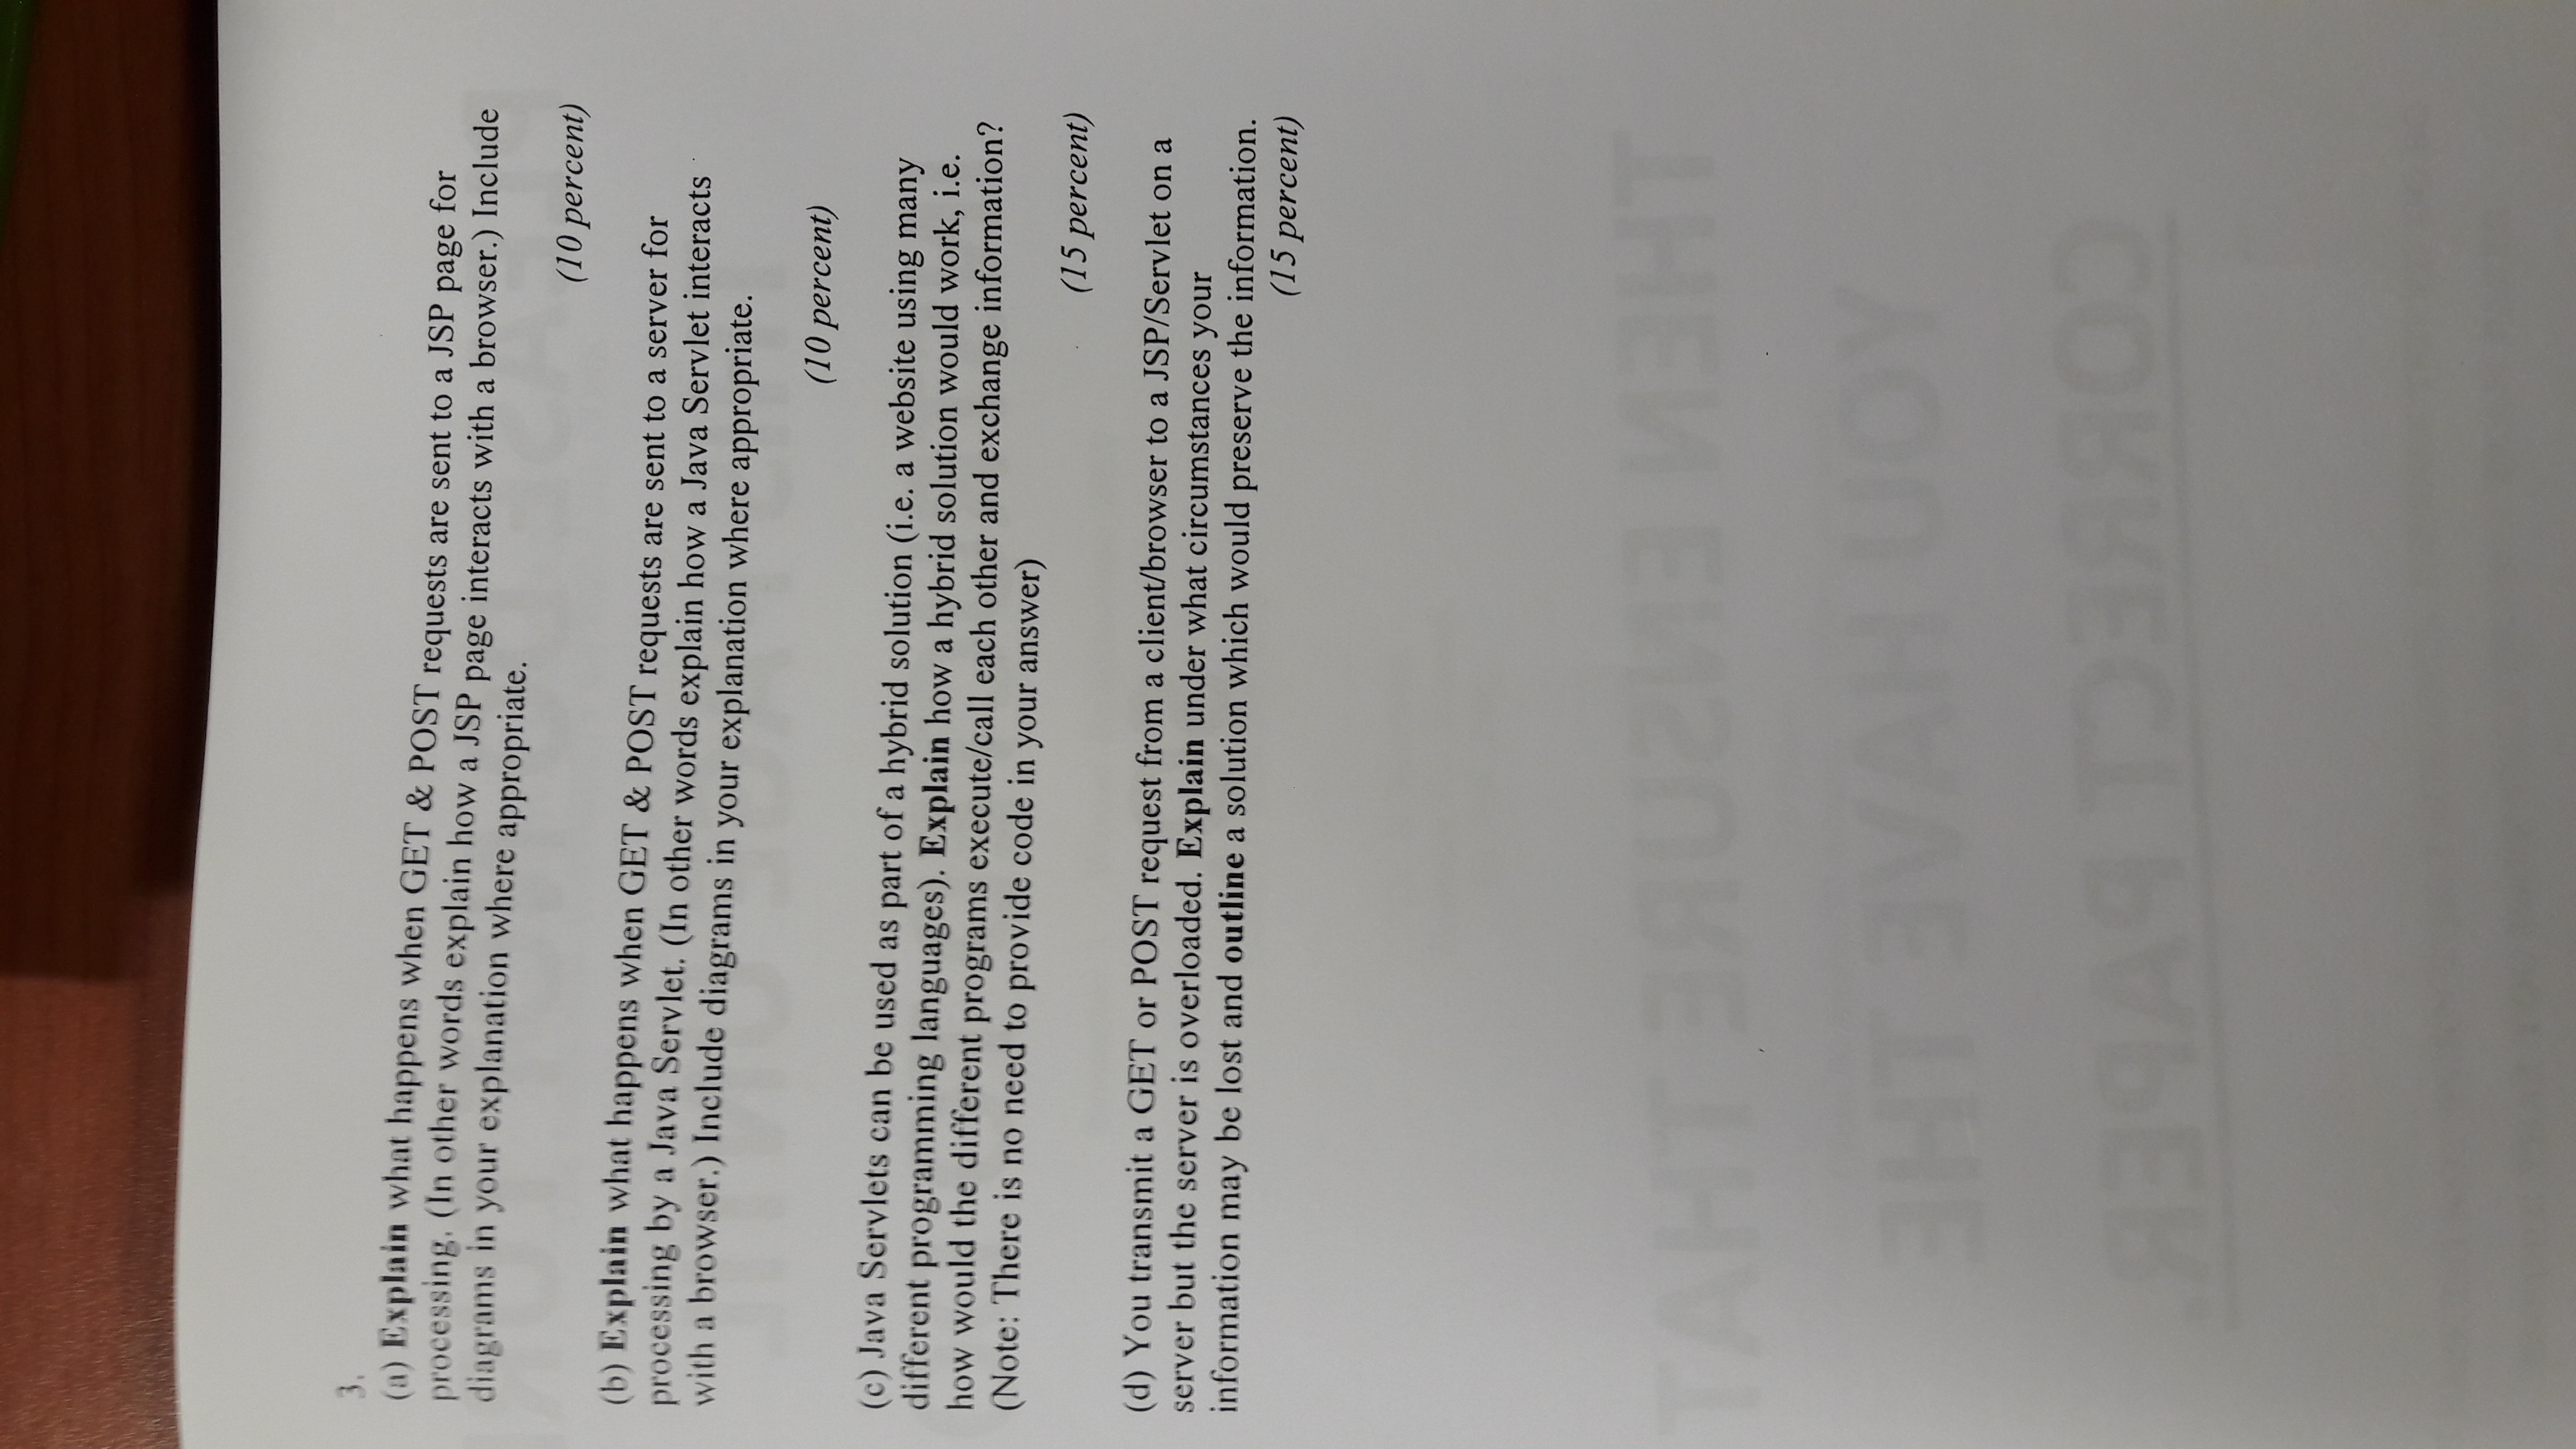 3.
(a) Explain what happens when GET & POST requests are sent to a JSP page for
processing. (In other words explain how a JSP page interacts with a browser.) Include
diagrams in your explanation where appropriate.
(10 percent)
(b) Explain what happens when GET & POST requests are sent to a server for
processing by a Java Servlet. (In other words explain how a Java Servlet interacts
with a browser.) Include diagrams in your explanation where appropriate.
(10 percent)
(c) Java Servlets can be used as part of a hybrid solution (i.e. a website using many
different programming languages). Explain how a hybrid solution would work, i.e.
how would the different programs execute/call each other and exchange information?
(Note: There is no need to provide code in your answer)
(15 percent)
(d) You transmit a GET or POST request from a client/browser to a JSP/Servlet on a
server but the server is overloaded. Explain under what circumstances your
information may be lost and outline a solution which would preserve the information.
(15 percent)
THEN ENSURE THAT
YOU HAVE THE
CORRECT PAPER.